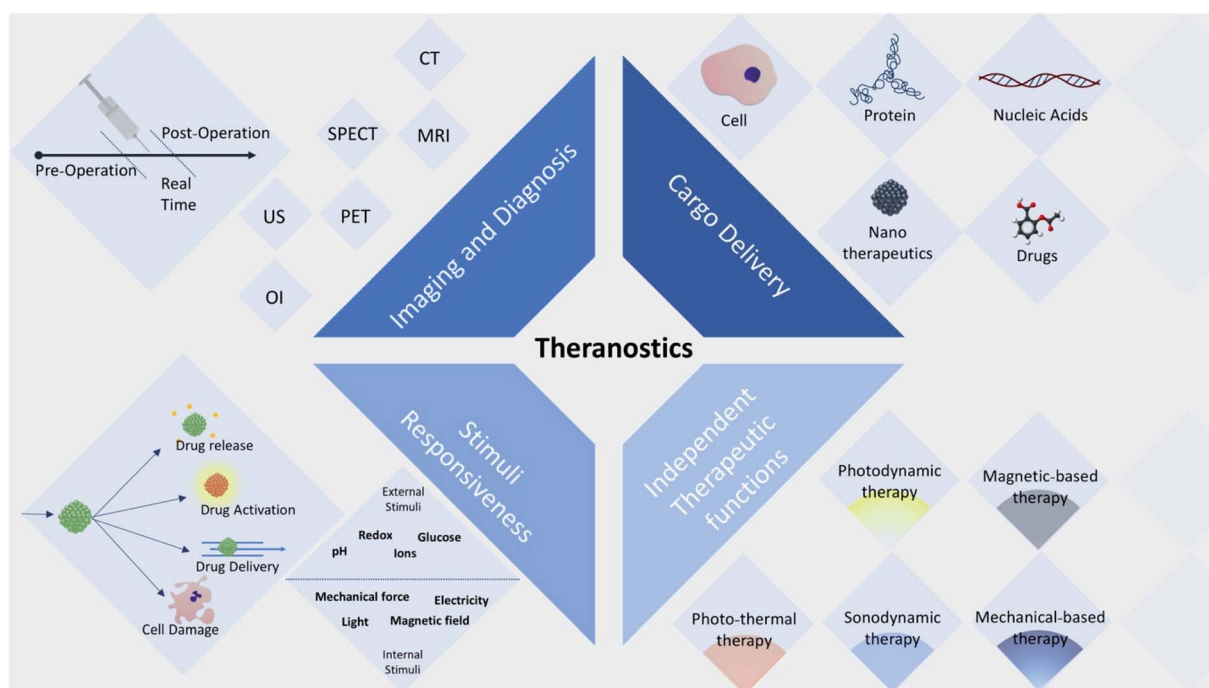 Post-Operation
Pre-Operation
Real
Time
CT
SPECT
MRI
US
PET
OI
Imaging and Diagnosis
Cargo Delivery
Cell
Protein
Nucleic Acids
Nano
therapeutics
Drugs
Theranostics
Drug release
Drug Activation
Drug Delivery
Cell Damage
Stimuli
Responsiveness
External
Stimuli
Redox
Glucose
pH
Ions
Mechanical force
Electricity
Light
Magnetic field
Internal
Stimuli
Independent
Therapeutic
functions
Photodynamic
therapy
Magnetic-based
therapy
Photo-thermal
therapy
Sonodynamic
therapy
Mechanical-based
therapy